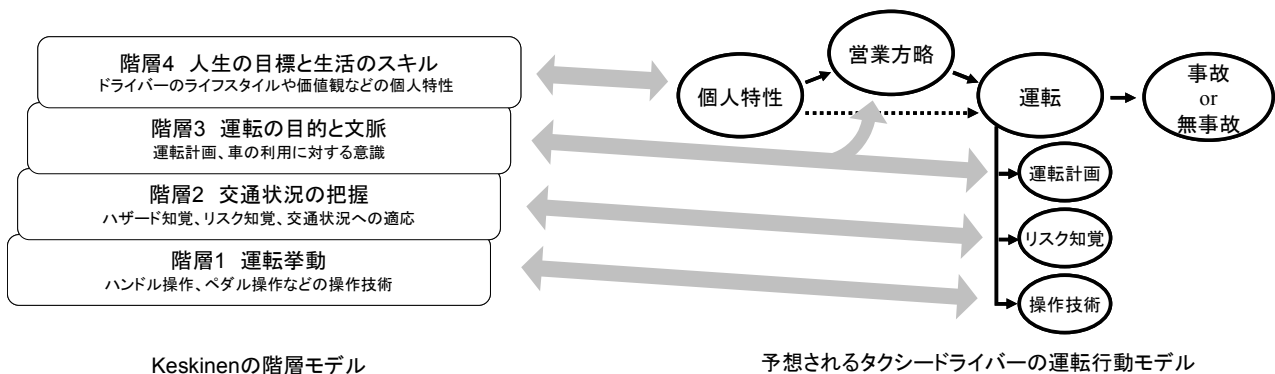 階層4 人生の目標と生活のスキル
ドライバーのライフスタイルや価値観などの個人特性
階層3 運転の目的と文脈
運転計画、車の利用に対する意識
階層2 交通状況の把握
ハザード知覚、リスク知覚、交通状況への適応
階層1 運転挙動
ハンドル操作、ペダル操作などの操作技術
Keskinenの階層モデル
個人特性
営業方略
運転
事故
or
無事故
運転計画
リスク知覚
操作技術
予想されるタクシードライバーの運転行動モデル